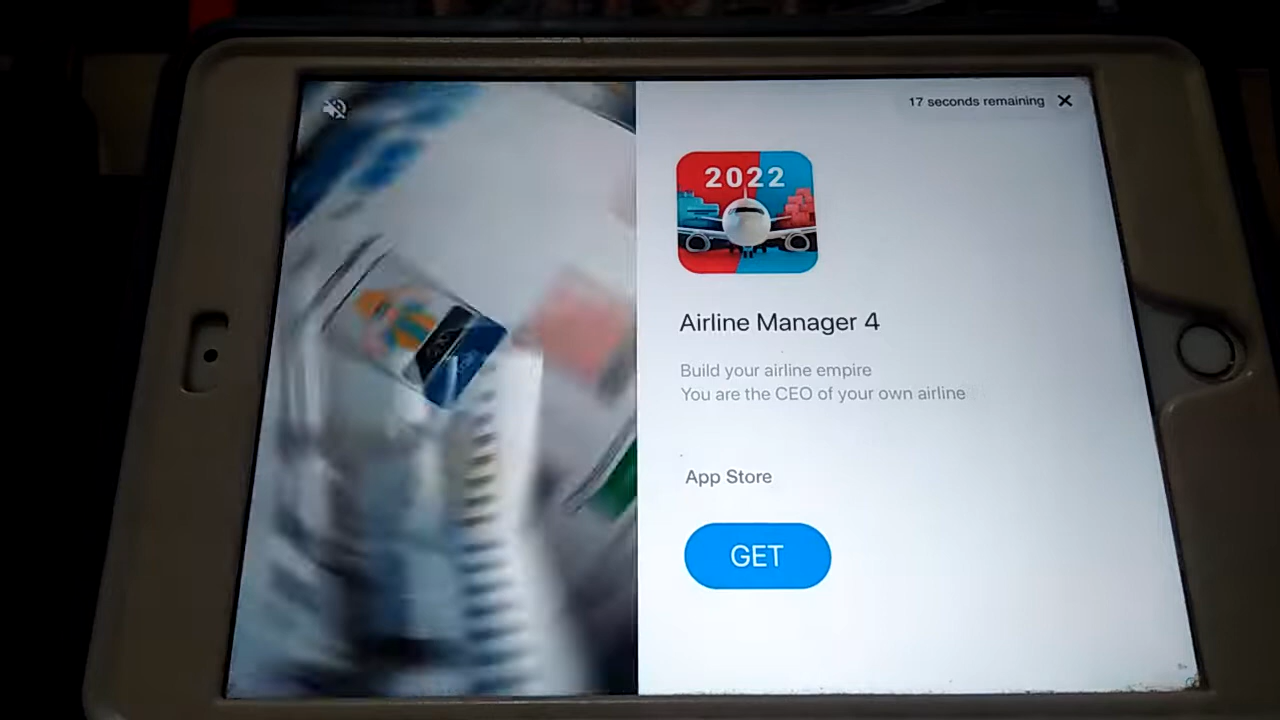 17 seconds remaining
2022
Airline Manager 4
Build your airline empire
You are the CEO of your own airline
App Store
GET